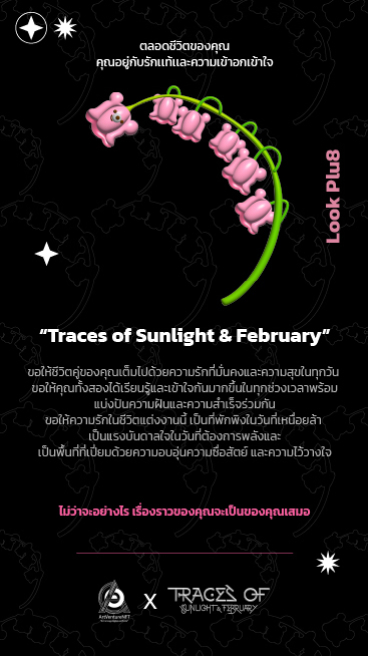 ตลอดชีวิตของคุณ
คุณอยู่กับรักแท้และความเข้าอกเข้าใจ
Look Plu8
“Traces of Sunlight & February”
ขอให้ชีวิตคู่ของคุณเต็มไปด้วยความรักที่มั่นคงและความสุขในทุกวัน
ขอให้คุณทั้งสองได้เรียนรู้และเข้าใจกันมากขึ้นในทุกช่วงเวลาพร้อม
แบ่งปันความฝันและความสำเร็จร่วมกัน
ขอให้ความรักในชีวิตแต่งงานนี้ เป็นที่พักพิงในวันที่เหนื่อยล้า
เป็นแรงบันดาลใจในวันที่ต้องการพลังและ
เป็นพื้นที่ที่เปี่ยมด้วยความอบอุ่นความซื่อสัตย์ และความไว้วางใจ
ไม่ว่าจะอย่างไร เรื่องราวของคุณจะเป็นของคุณเสมอ
ArtVentureNFT
X
TRACES OF
SUNLIGHT & FEBRUARY